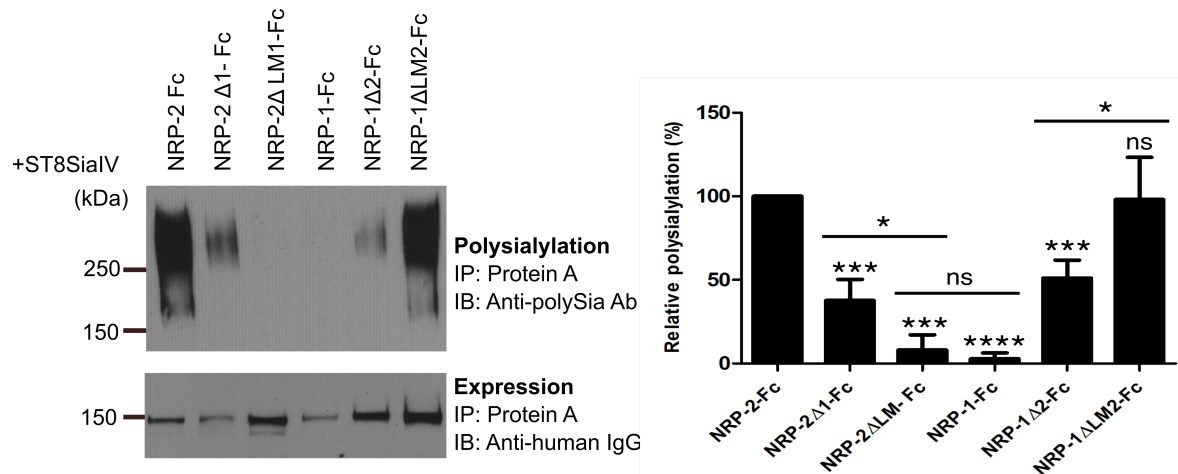 NRP-2 Fc
NRP-2 Δ1- Fc
NRP-2Δ LM1-Fc
NRP-1-Fc
NRP-1Δ2-Fc
NRP-1ΔLM2-Fc
+ST8SiaIV
(kDa)
250
150
Polysialylation
IP: Protein A
IB: Anti-polySia Ab
150
Expression
IP: Protein A
IB: Anti-human IgG
Relative polysialylation (%)
150
100
50
0
*
*
ns
***
***
ns
***
****
NRP-2-Fc
NRP-2Δ1-Fc
NRP-2ΔLM- Fc
NRP-1-Fc
NRP-1Δ2-Fc
NRP-1ΔLM2-Fc